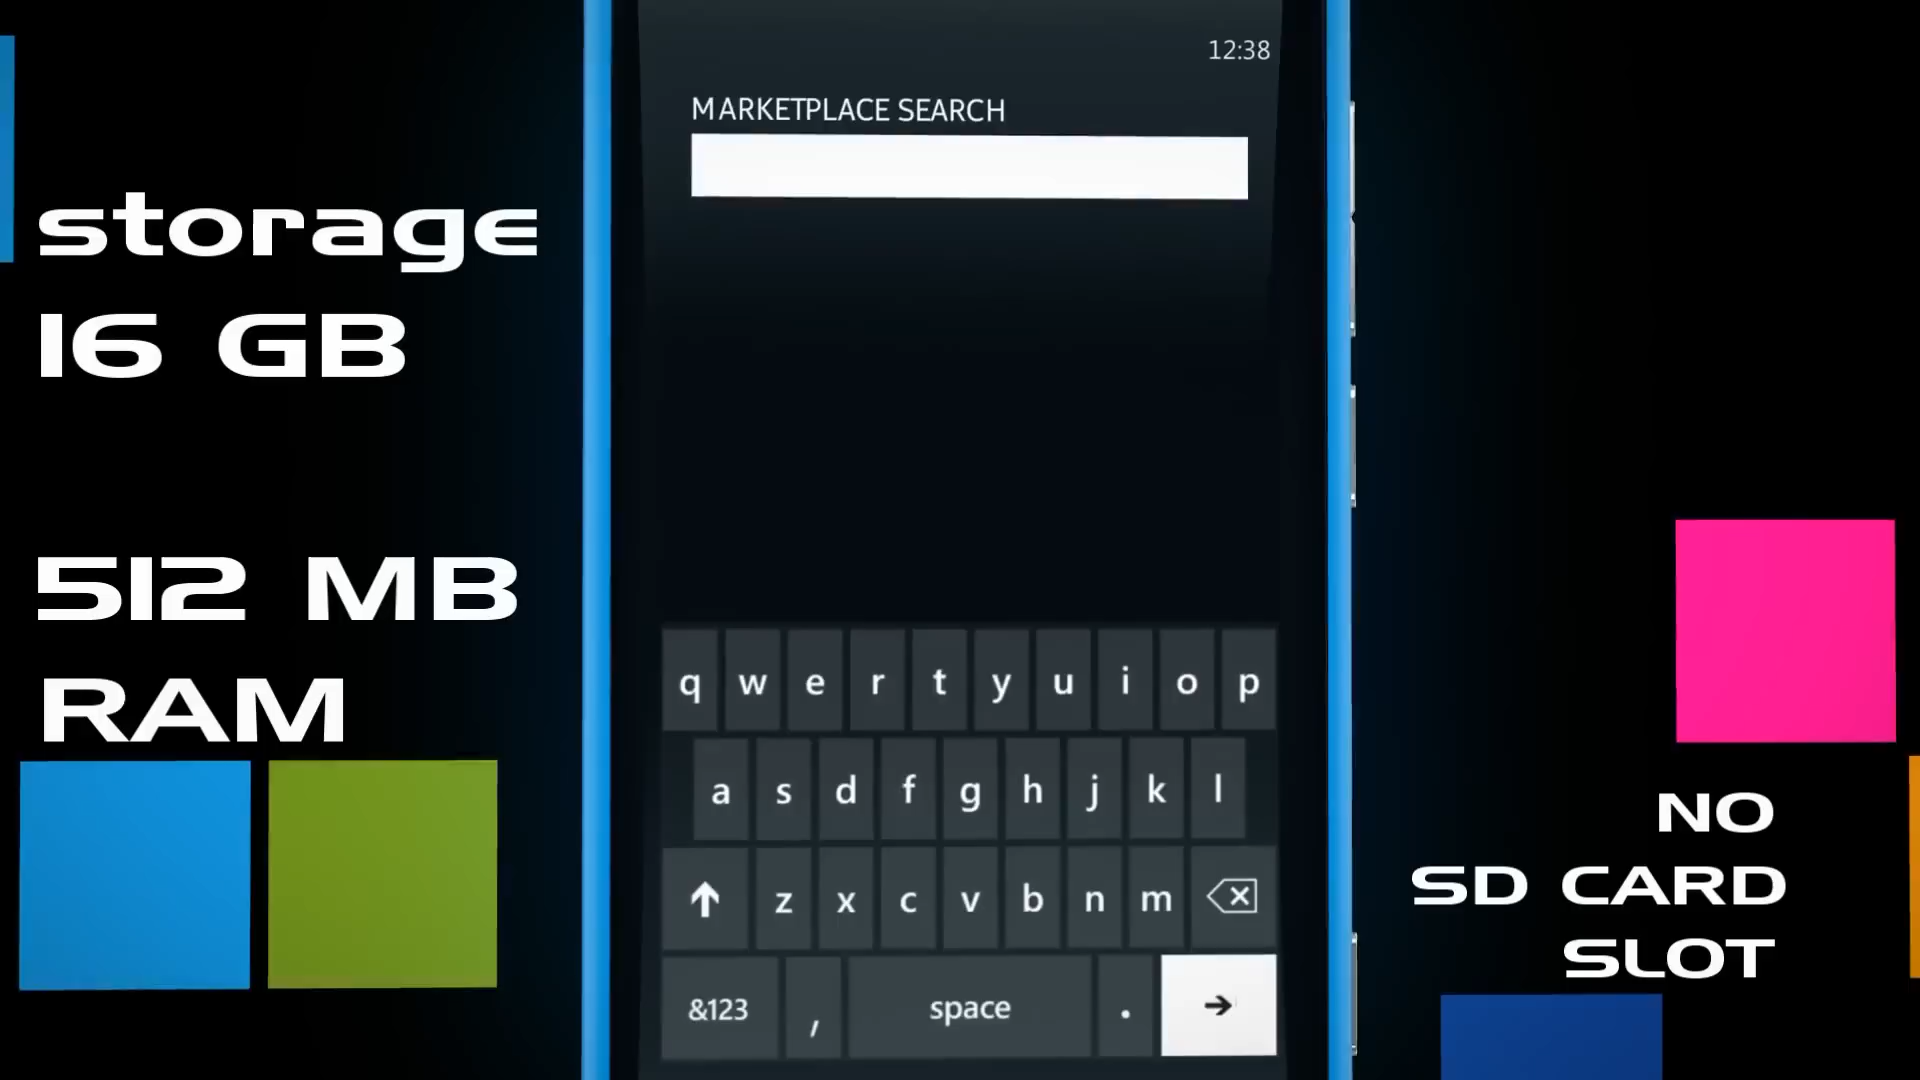 12:38
MARKETPLACE SEARCH
storage
16 GB
512 MB
RAM
q w e r t y u i o p
a s d f g h j k l
z x c v b n m
&123 , space .
NO
SD CARD
SLOT